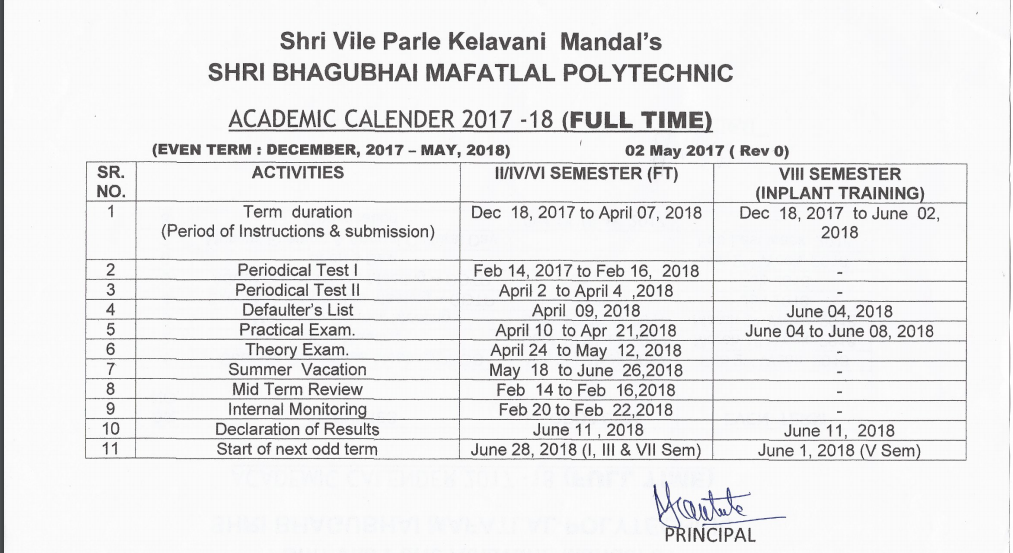 Shri Vile Parle Kelavani Mandal's
SHRI BHAGUBHAI MAFATLAL POLYTECHNIC
ACADEMIC CALENDER 2017 -18 (FULL TIME)
(EVEN TERM : DECEMBER, 2017 – MAY, 2018) 02 May 2017 ( Rev 0)
SR. NO. ACTIVITIES II/IV/VI SEMESTER (FT) VIII SEMESTER (INPLANT TRAINING)
1 Term duration (Period of Instructions & submission) Dec 18, 2017 to April 07, 2018 Dec 18, 2017 to June 02, 2018
2 Periodical Test I Feb 14, 2017 to Feb 16, 2018 -
3 Periodical Test II April 2 to April 4 ,2018 -
4 Defaulter's List April 09, 2018 June 04, 2018
5 Practical Exam. April 10 to Apr 21,2018 June 04 to June 08, 2018
6 Theory Exam. April 24 to May 12, 2018 -
7 Summer Vacation May 18 to June 26,2018 -
8 Mid Term Review Feb 14 to Feb 16,2018 -
9 Internal Monitoring Feb 20 to Feb 22,2018 -
10 Declaration of Results June 11 , 2018 June 11, 2018
11 Start of next odd term June 28, 2018 (I, III & VII Sem) June 1, 2018 (V Sem)
PRINCIPAL